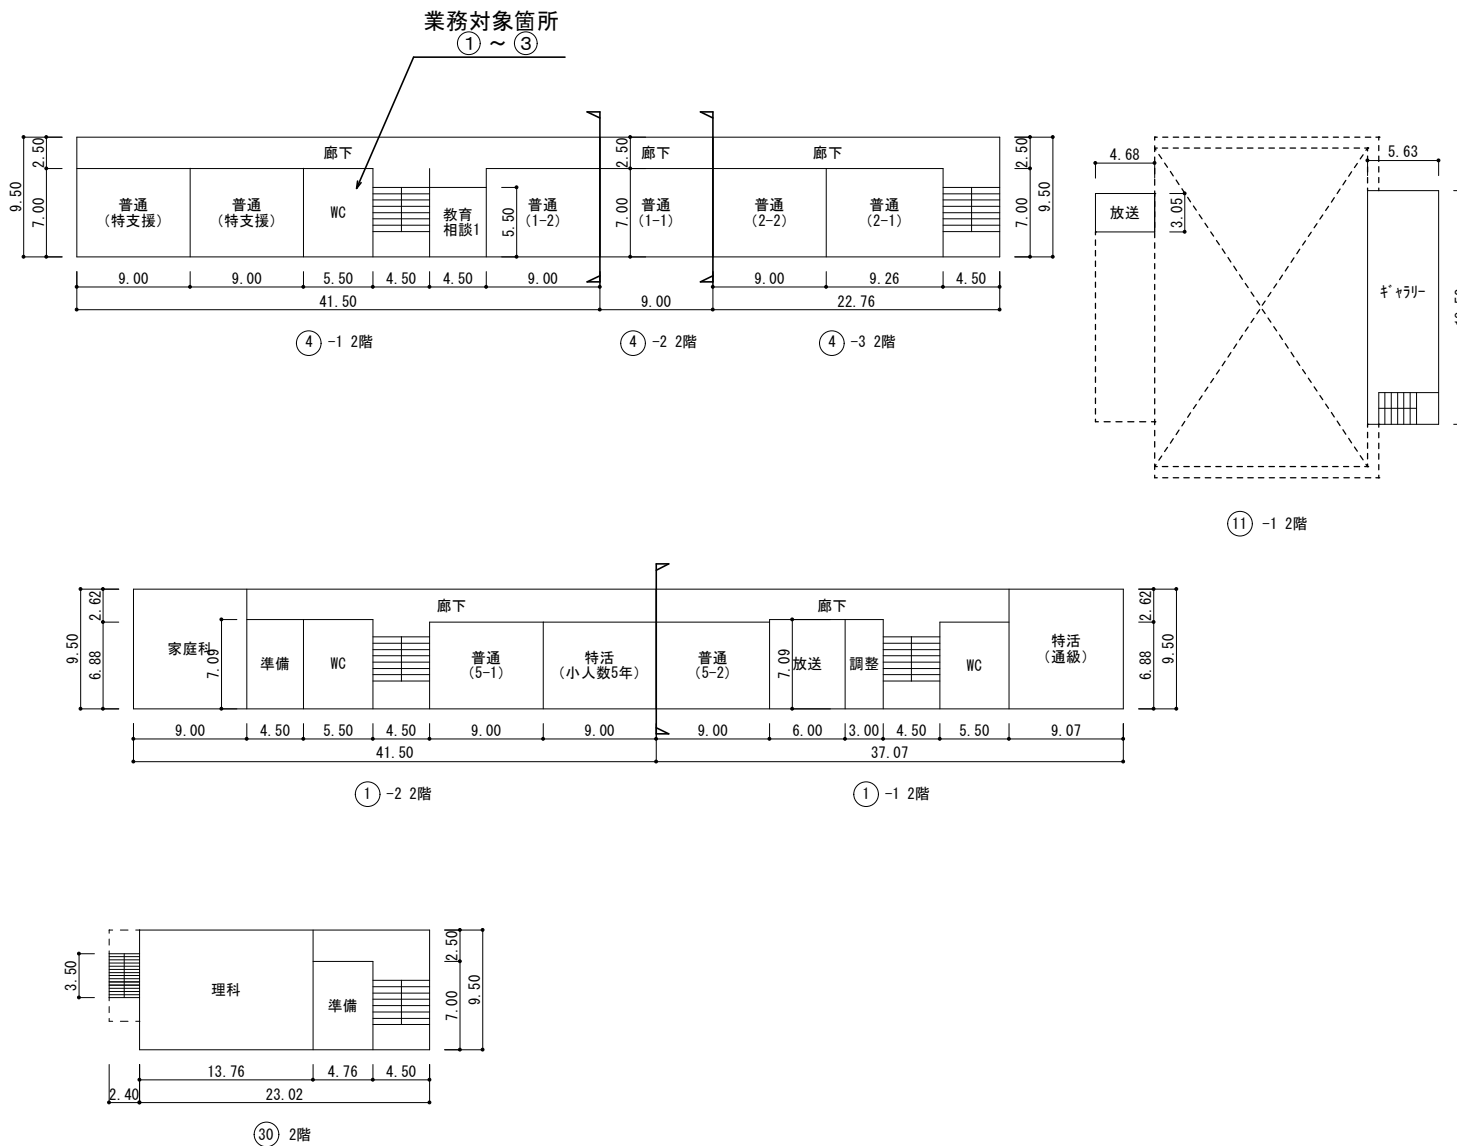 業務対象箇所
① ～ ③
廊下
廊下
廊下
2.50
7.00
9.50
普通
(特支援)
普通
(特支援)
WC
教育
相談1
5.50
普通
(1-2)
2.50
7.00
普通
(1-1)
普通
(2-2)
普通
(2-1)
2.50
7.00
9.50
9.00
9.00
5.50
4.50
4.50
9.00
9.00
9.26
4.50
41.50
9.00
22.76
④ -1 2階
④ -2 2階
④ -3 2階
4.68
放送
3.05
5.63
ｷﾞｬﾗﾘｰ
⑪ -1 2階
2.62
6.88
9.50
廊下
廊下
家庭科
7.09
準備
WC
普通
(5-1)
特活
(小人数5年)
普通
(5-2)
7.09
放送
調整
WC
特活
(通級)
2.62
6.88
9.50
9.00
4.50
5.50
4.50
9.00
9.00
9.00
6.00
3.00
4.50
5.50
9.07
41.50
37.07
① -2 2階
① -1 2階
3.50
理科
準備
2.50
7.00
9.50
13.76
4.76
4.50
2.40
23.02
㉚ 2階